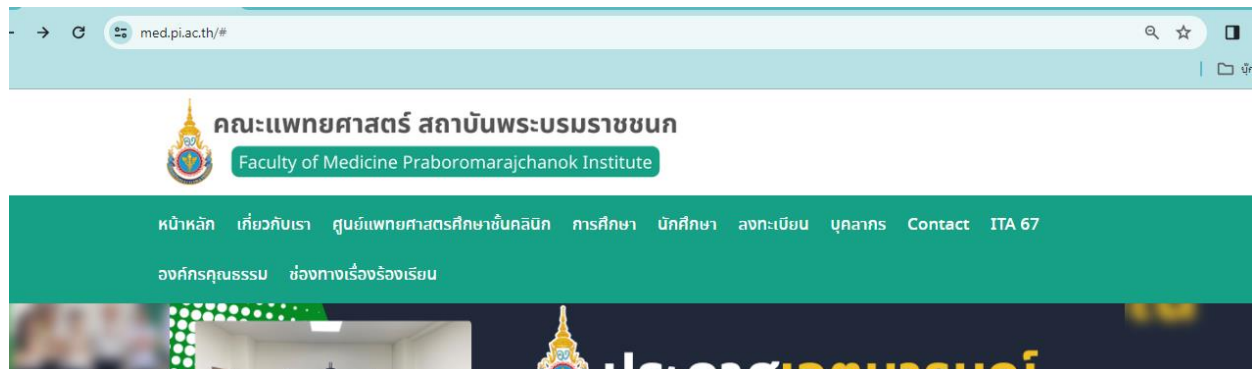 med.pi.ac.th/#
คณะแพทยศาสตร์ สถาบันพระบรมราชชนก
Faculty of Medicine Praboromarajchanok Institute
หน้าหลัก เกี่ยวกับเรา ศูนย์แพทยศาสตรศึกษาชั้นคลินิก การศึกษา นักศึกษา ลงทะเบียน บุคลากร Contact ITA 67
องค์กรคุณธรรม ช่องทางเรื่องร้องเรียน